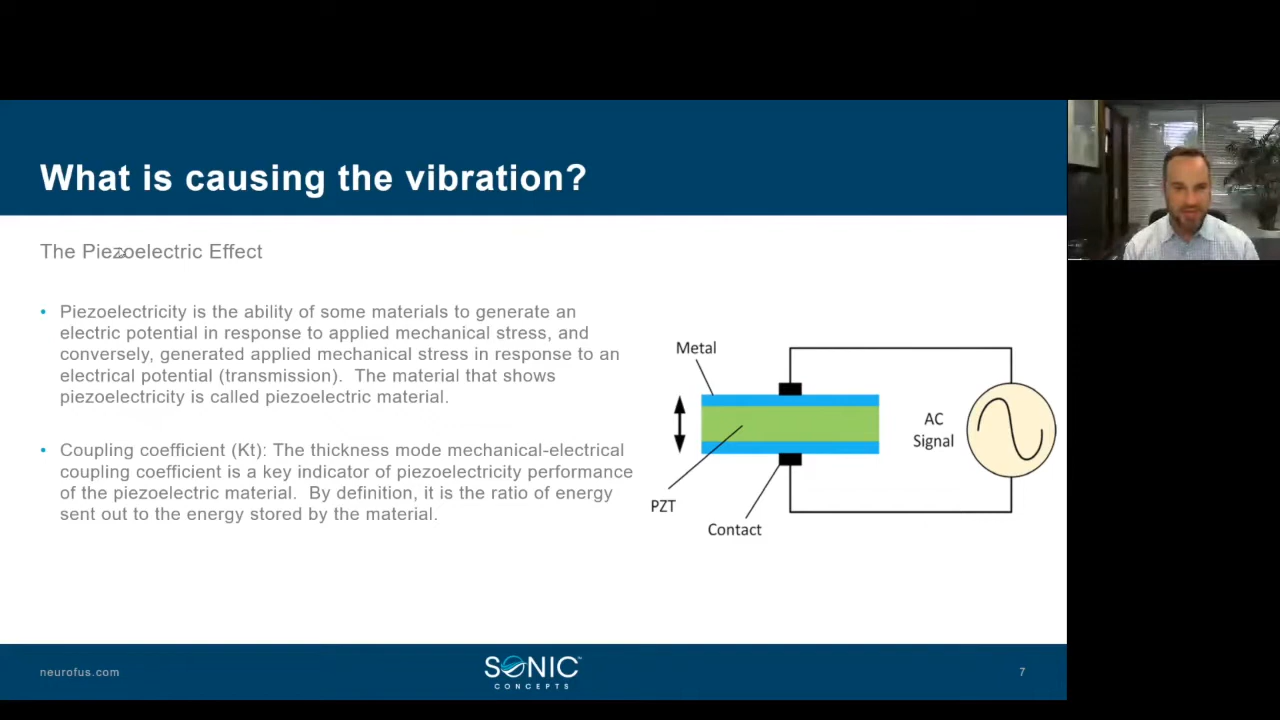 What is causing the vibration?
The Piezoelectric Effect
• Piezoelectricity is the ability of some materials to generate an
electric potential in response to applied mechanical stress, and
conversely, generated applied mechanical stress in response to an
electrical potential (transmission). The material that shows
piezoelectricity is called piezoelectric material.
• Coupling coefficient (Kt): The thickness mode mechanical-electrical
coupling coefficient is a key indicator of piezoelectricity performance
of the piezoelectric material. By definition, it is the ratio of energy
sent out to the energy stored by the material.
Metal
AC
Signal
PZT
Contact
neurofus.com
SONIC
CONCEPTS
7